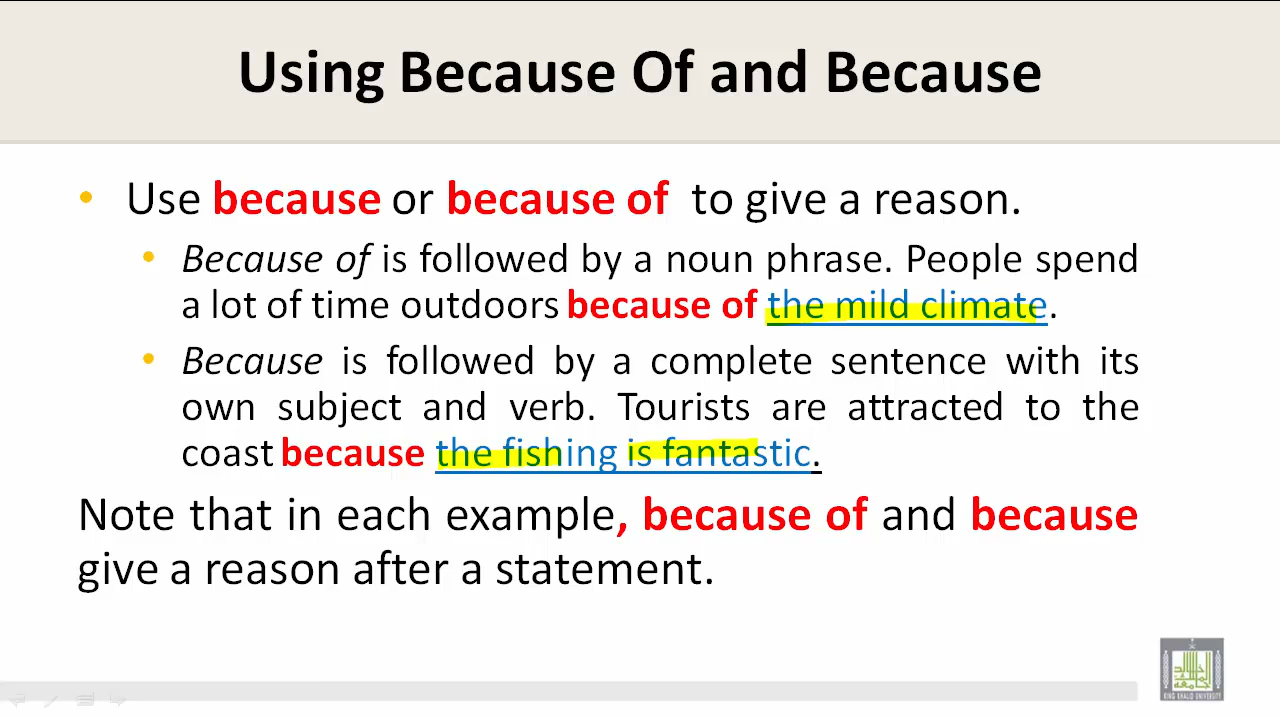 Using Because Of and Because
• Use because or because of to give a reason.
• Because of is followed by a noun phrase. People spend
a lot of time outdoors because of the mild climate.
• Because is followed by a complete sentence with its
own subject and verb. Tourists are attracted to the
coast because the fishing is fantastic.
Note that in each example, because of and because
give a reason after a statement.
KING KHALID UNIVERSITY